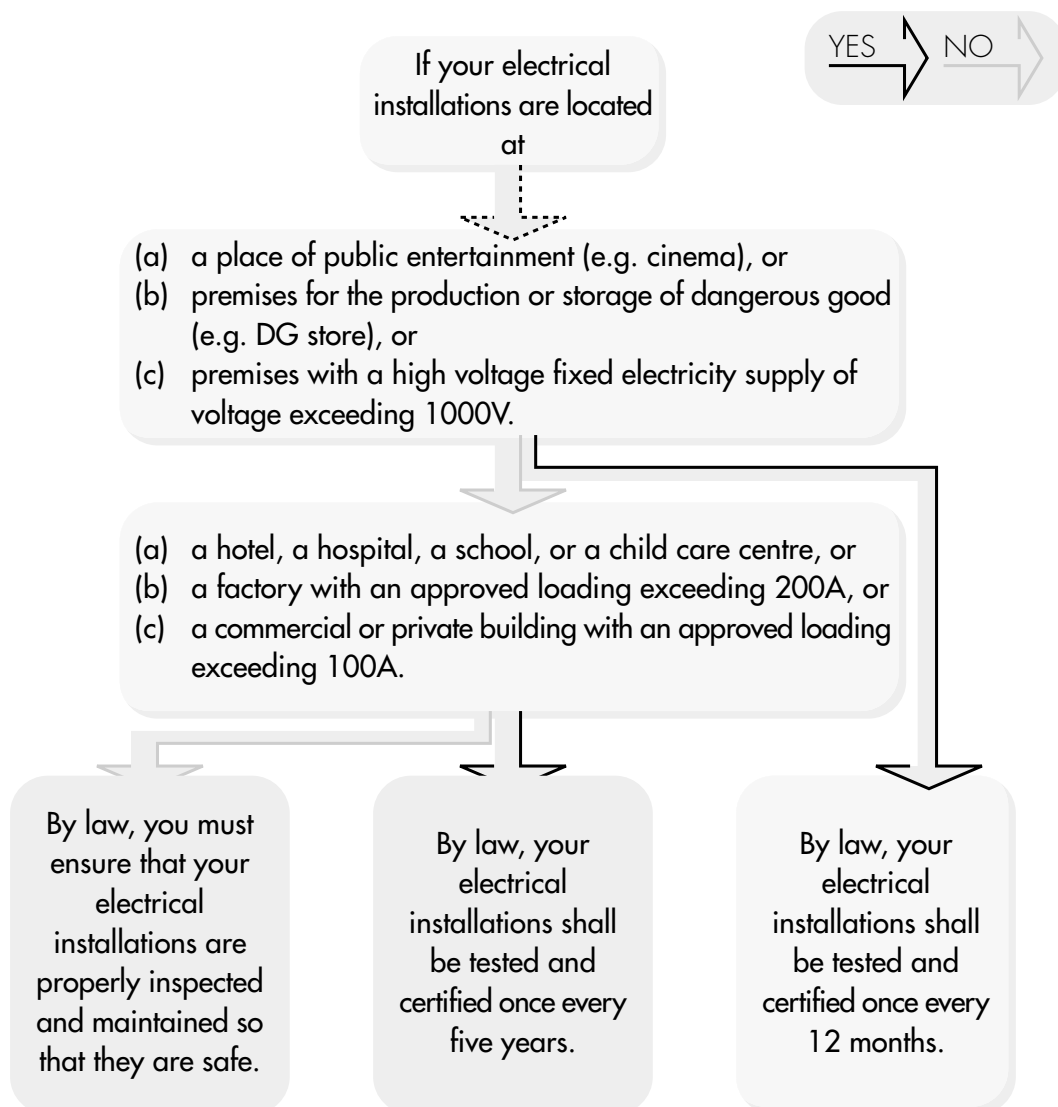 YES NO
If your electrical
installations are located
at
(a) a place of public entertainment (e.g. cinema), or
(b) premises for the production or storage of dangerous good
(e.g. DG store), or
(c) premises with a high voltage fixed electricity supply of
voltage exceeding 1000V.
(a) a hotel, a hospital, a school, or a child care centre, or
(b) a factory with an approved loading exceeding 200A, or
(c) a commercial or private building with an approved loading
exceeding 100A.
By law, you must
ensure that your
electrical
installations are
properly inspected
and maintained so
that they are safe.
By law, your
electrical
installations shall
be tested and
certified once every
five years.
By law, your
electrical
installations shall
be tested and
certified once every
12 months.